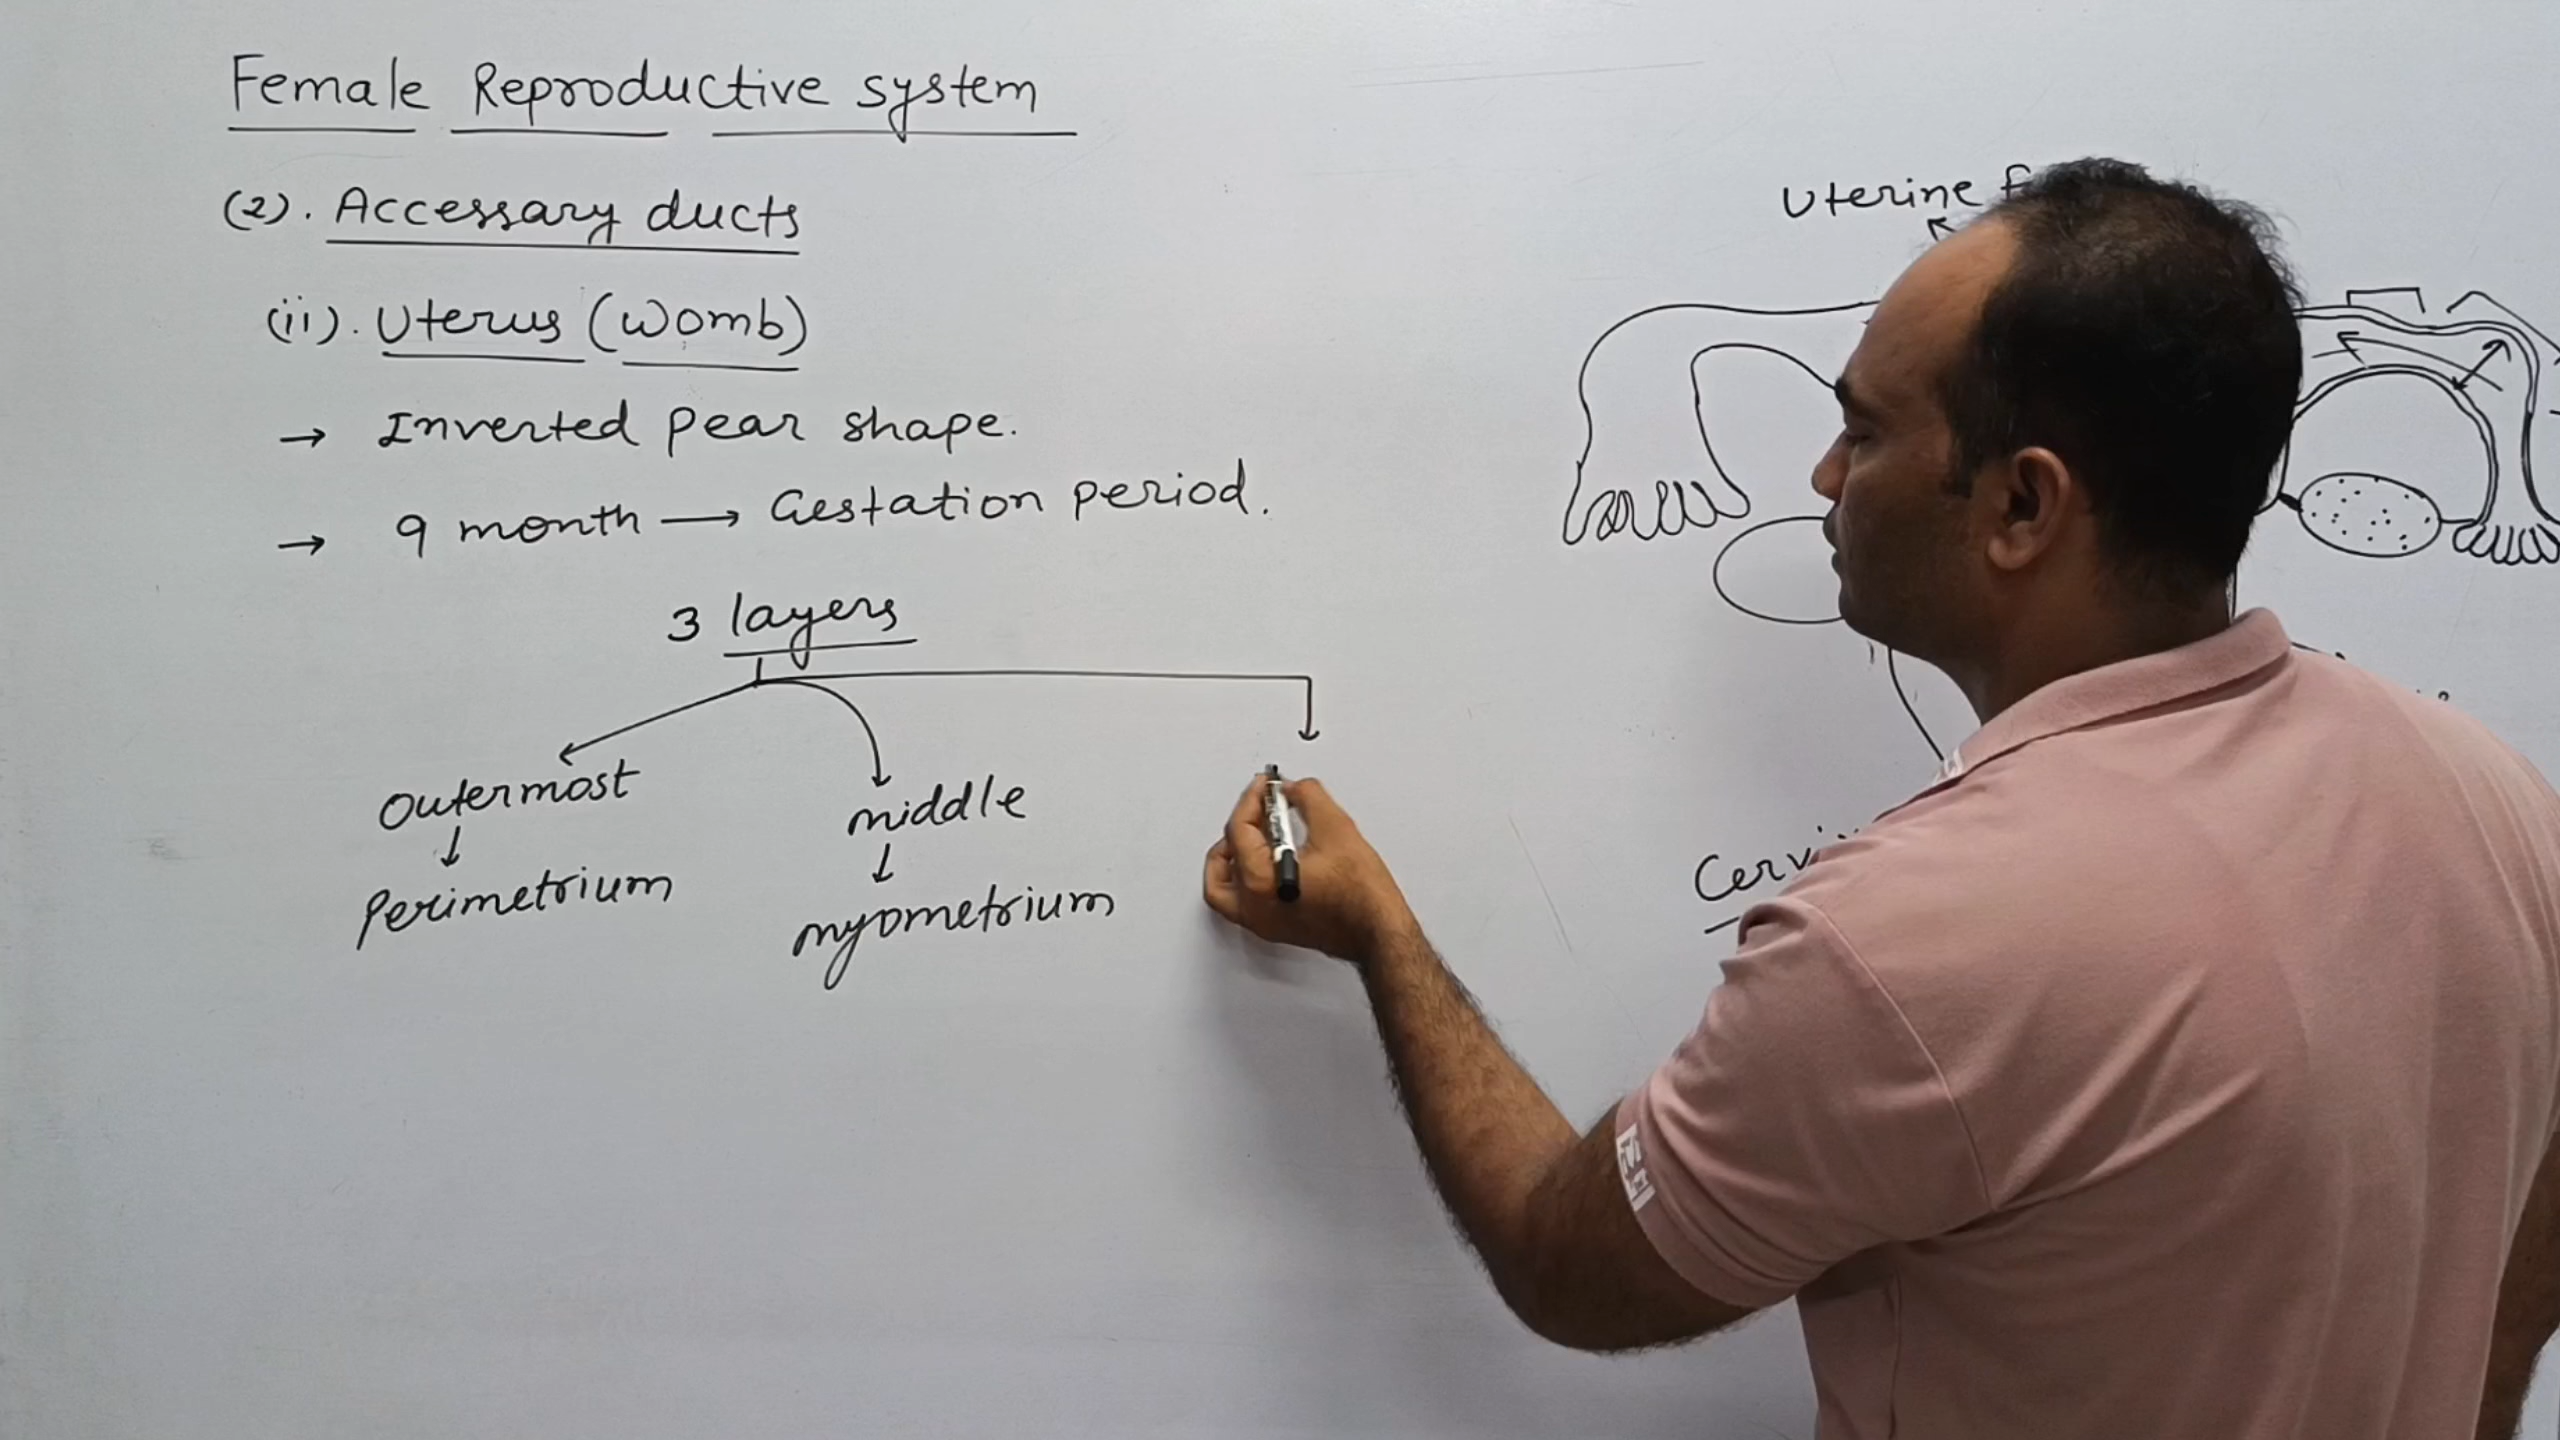 Female Reproductive system
(2). Accessary ducts
(ii). Uterus (Womb)
→ Inverted pear shape.
→ 9 month → Gestation period.
3 layers
Outermost
↓
Perimetrium
middle
↓
myometrium
Uterine